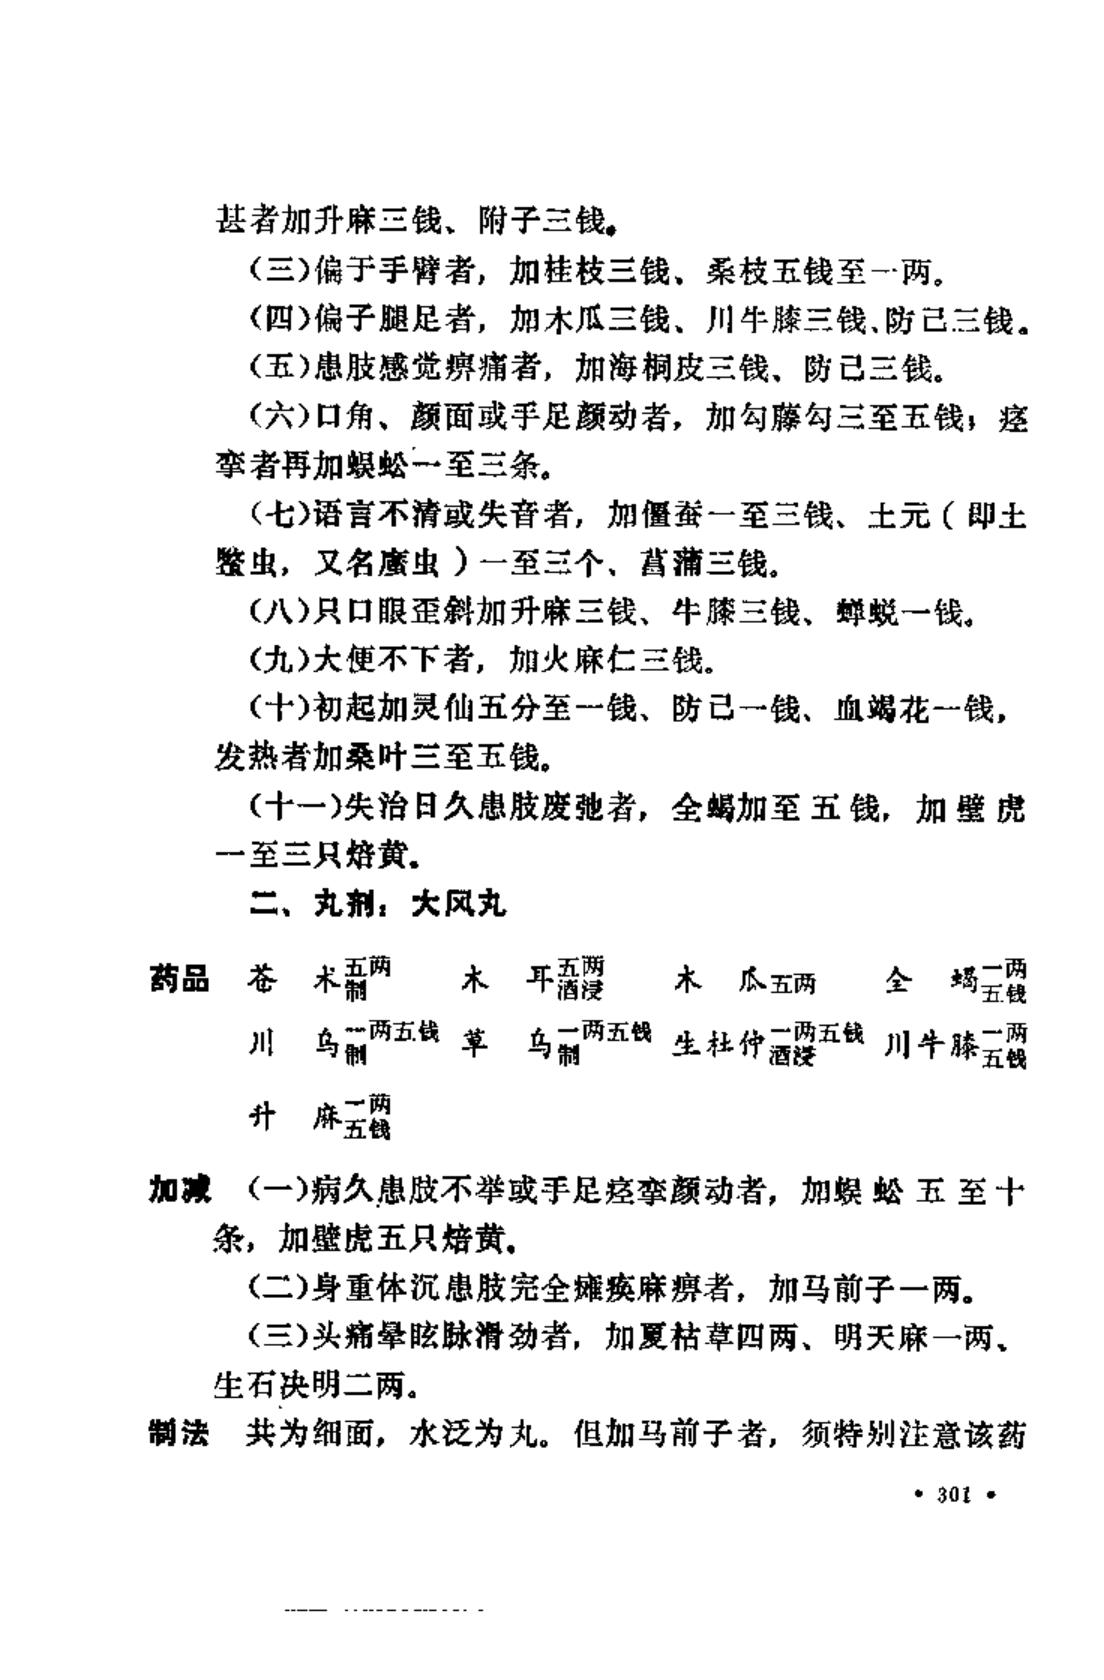 甚者加升麻三钱、附子三钱。
（三）偏于手臂者，加桂枝三钱、桑枝五钱至一两。
（四）偏子腿足者，加木瓜三钱、川牛膝三钱、防己三钱。
（五）患肢感觉痹痛者，加海桐皮三钱、防己三钱。
（六）口角、颜面或手足颜动者，加勾藤勾三至五钱；痉
挛者再加蜈蚣一至三条。
（七）语言不清或失音者，加僵蚕一至三钱、土元（即土
鳖虫，又名䗪虫）一至三个、菖蒲三钱。
（八）只口眼歪斜加升麻三钱、牛膝三钱、蝉蜕一钱。
（九）大便不下者，加火麻仁三钱。
（十）初起加灵仙五分至一钱、防己一钱、血竭花一钱，
发热者加桑叶三至五钱。
（十一）失治日久患肢废弛者，全蝎加至五钱，加壁虎
一至三只焙黄。
二、丸剂：大风丸
药品 苍术五两制 木耳五两酒浸 木瓜五两 全蝎一两五钱
川乌一两五钱制 草乌一两五钱制 生杜仲一两五钱酒浸 川牛膝一两五钱
升麻一两五钱
加减 （一）病久患肢不举或手足痉挛颜动者，加蜈蚣五至十
条，加壁虎五只焙黄。
（二）身重体沉患肢完全瘫痪麻痹者，加马前子一两。
（三）头痛晕眩脉滑劲者，加夏枯草四两、明天麻一两、
生石决明二两。
制法 共为细面，水泛为丸。但加马前子者，须特别注意该药
• 301 •